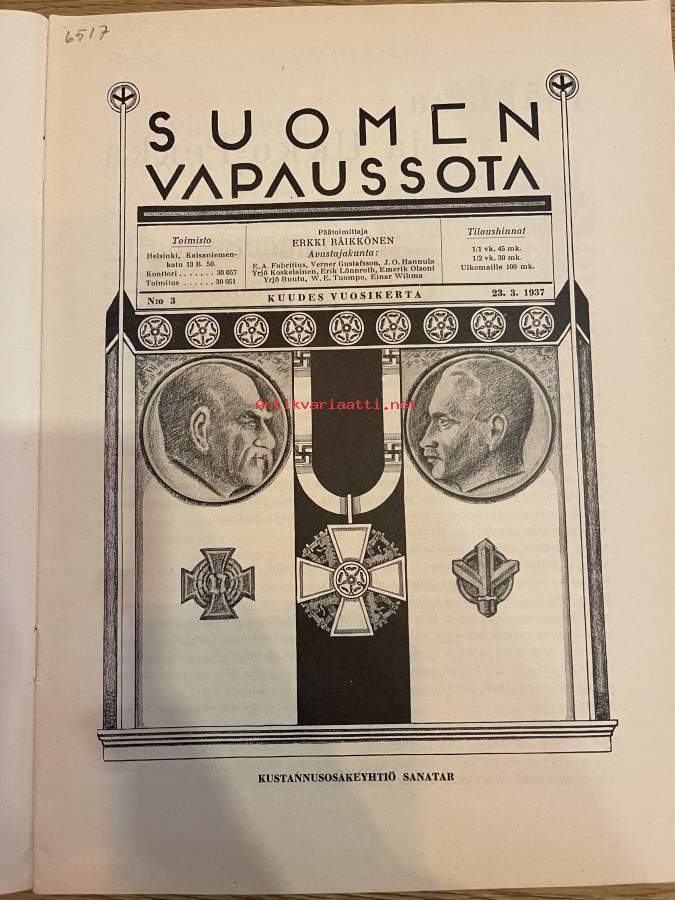 6517
SUOMEN
VAPAUSSOTA
Toimisto
Helsinki, Kaisaniemen-
katu 13 B. 50.
Konttori . . . . . . . 30 057
Toimitus . . . . . . . 30 051
Päätoimittaja
ERKKI RÄIKKÖNEN
Avustajakunta:
E. A. Fabritius, Verner Gustafsson, J. O. Hannula
Yrjö Koskelainen, Erik Lönnroth, Emerik Olsoni
Yrjö Ruutu, W. E. Tuompo, Einar Wihma
Tilaushinnat
1/1 vk. 45 mk.
1/2 vk. 30 mk.
Ulkomaille 100 mk.
N:o 3 KUUDES VUOSIKERTA 23. 3. 1937
Antikvariaatti.net
KUSTANNUSOSAKEYHTIÖ SANATAR